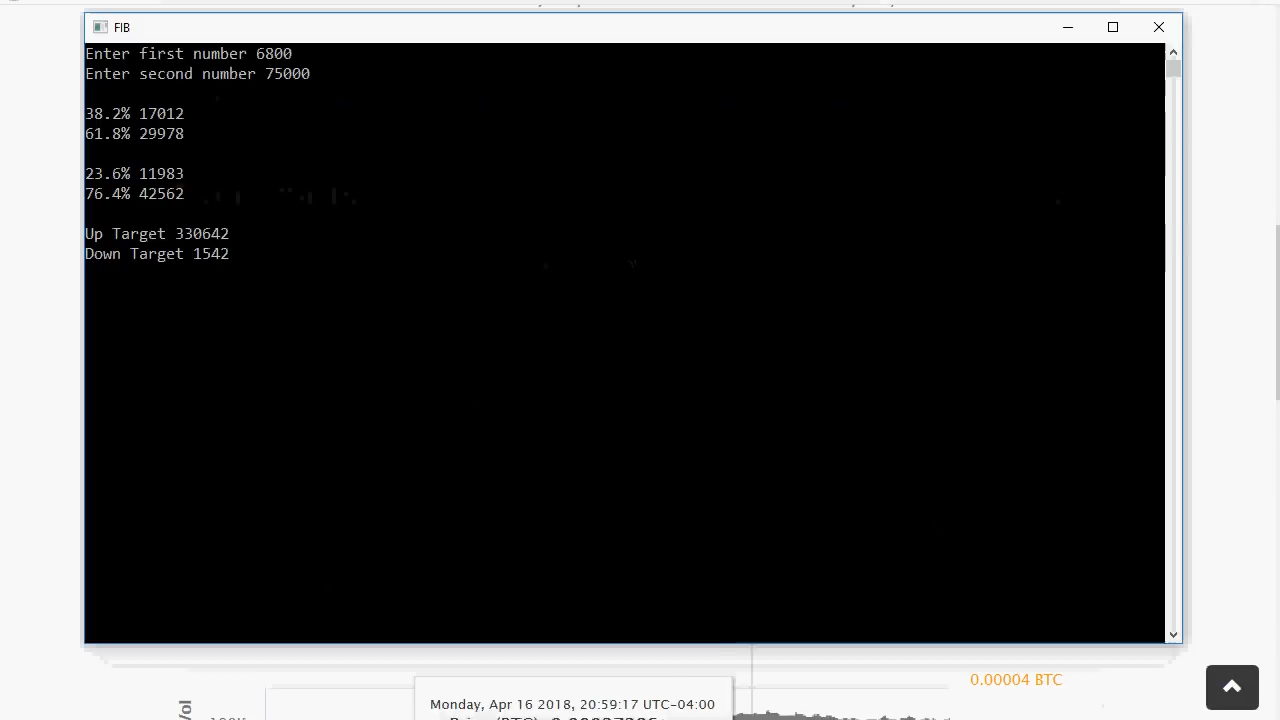 FIB
Enter first number 6800
Enter second number 75000
38.2% 17012
61.8% 29978
23.6% 11983
76.4% 42562
Up Target 330642
Down Target 1542
0.00004 BTC
Monday, Apr 16 2018, 20:59:17 UTC-04:00